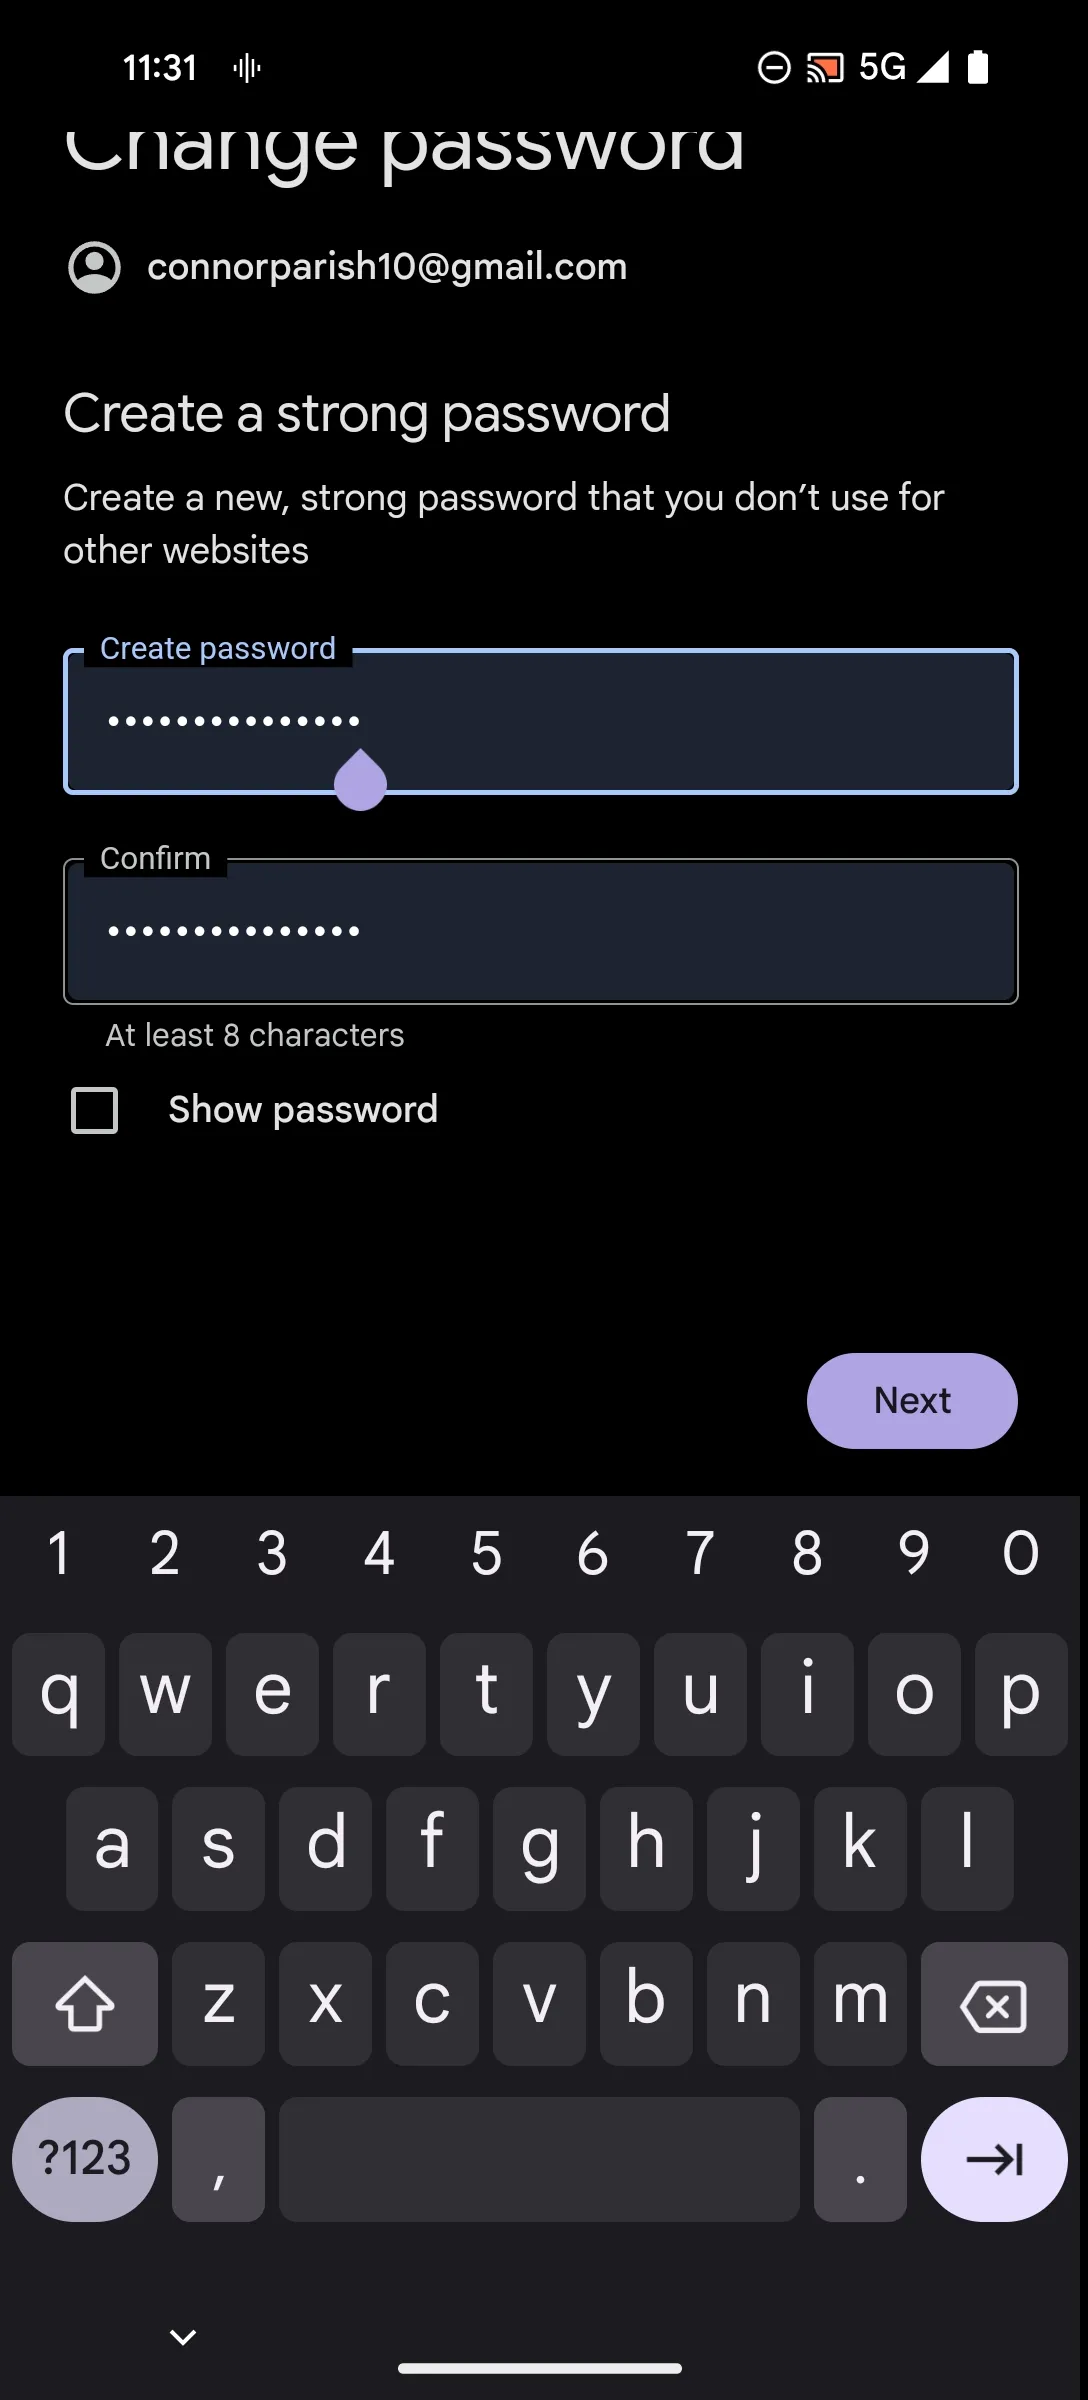 11:31
5G
Change password
connorparish10@gmail.com
Create a strong password
Create a new, strong password that you don’t use for
other websites
Create password
•••••••••••••••
Confirm
•••••••••••••••
At least 8 characters
Show password
Next
1 2 3 4 5 6 7 8 9 0
q w e r t y u i o p
a s d f g h j k l
z x c v b n m
?123 , .